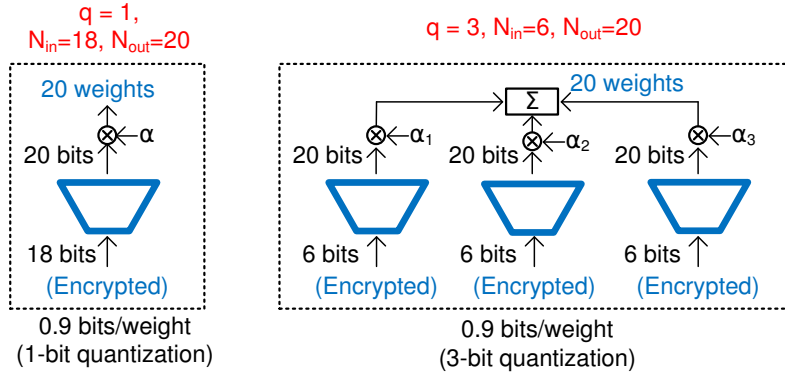 q = 1,
N_in=18, N_out=20
20 weights
α
20 bits
18 bits
(Encrypted)
0.9 bits/weight
(1-bit quantization)
q = 3, N_in=6, N_out=20
Σ
20 weights
α₁
α₂
α₃
20 bits
20 bits
20 bits
6 bits
6 bits
6 bits
(Encrypted)
(Encrypted)
(Encrypted)
0.9 bits/weight
(3-bit quantization)